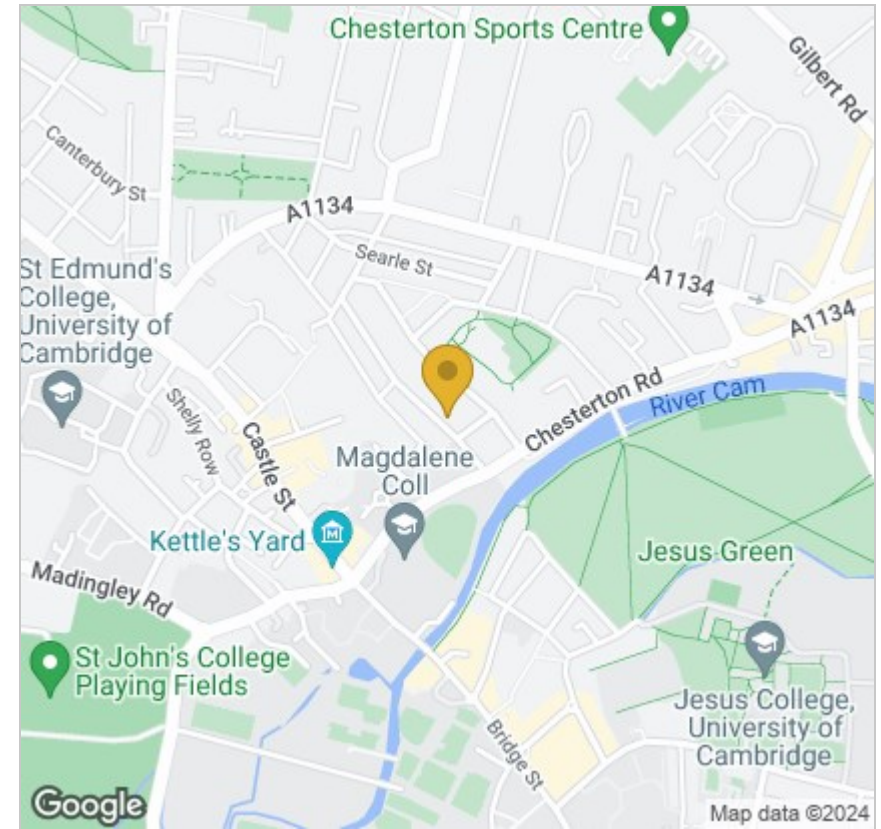 Chesterton Sports Centre
Gilbert Rd
Canterbury St
A1134
Searle St
St Edmund's
College,
University of
Cambridge
A1134
A1134
Shelly Row
Castle St
Chesterton Rd
River Cam
Magdalene
Coll
Kettle's Yard
M
Jesus Green
Madingley Rd
St John's College
Playing Fields
Jesus College,
University of
Cambridge
Bridge St
Google
Map data ©2024